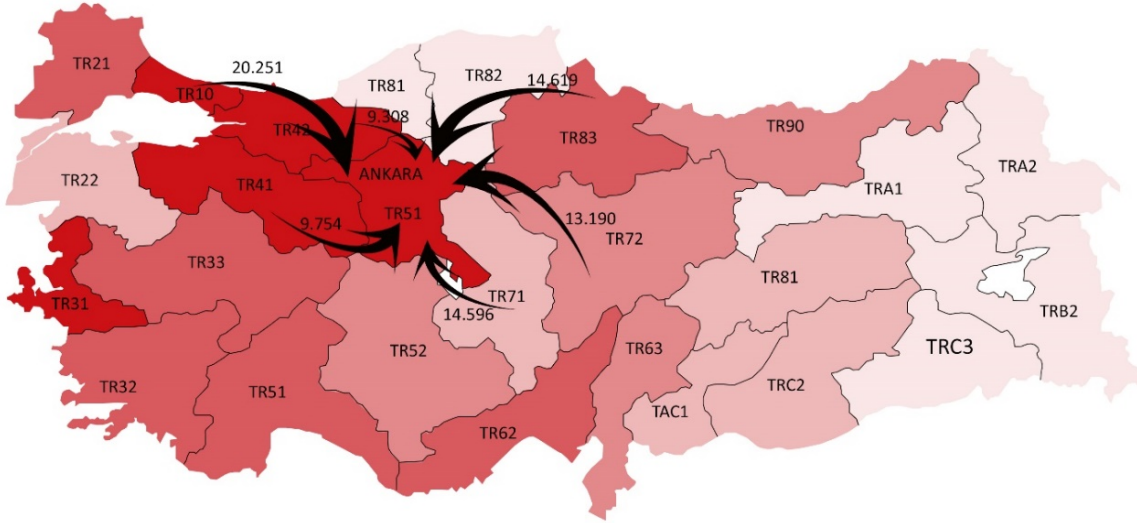 TR21
20.251
TR81
TR82
14.619
TR10
9.308
TR42
TR83
TR90
ANKARA
TRA2
TR22
TR41
TRA1
TR51
9.754
13.190
TR72
TR33
TR81
TR31
TR71
TRB2
14.596
TR52
TR63
TRC3
TR32
TR51
TRC2
TAC1
TR62